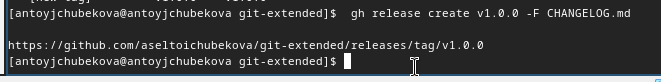 [antoyjchubekova@antoyjchubekova git-extended]$  gh release create v1.0.0 -F CHANGELOG.md
https://github.com/aseltoichubekova/git-extended/releases/tag/v1.0.0
[antoyjchubekova@antoyjchubekova git-extended]$